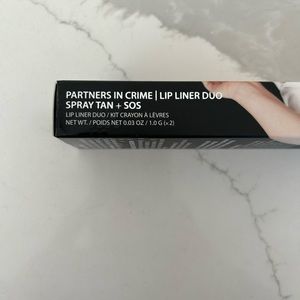 PARTNERS IN CRIME | LIP LINER DUO
SPRAY TAN + SOS
LIP LINER DUO / KIT CRAYON À LÈVRES
NET WT. / POIDS NET 0.03 OZ / 1.0 G (x 2)